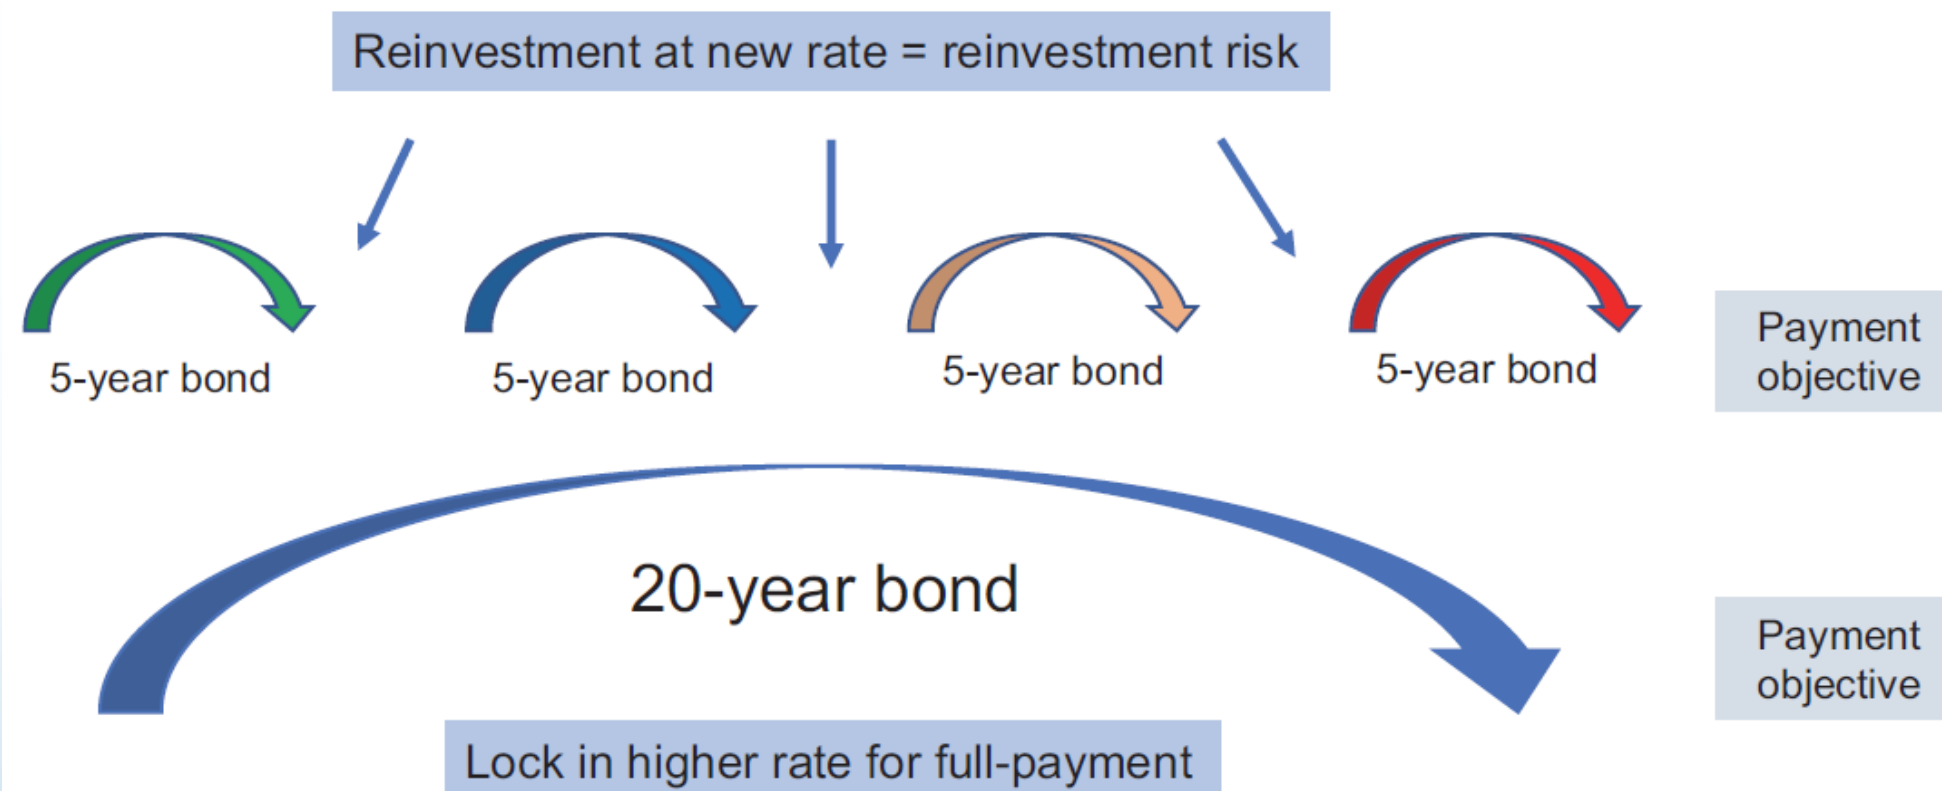 Reinvestment at new rate = reinvestment risk
5-year bond
5-year bond
5-year bond
5-year bond
Payment
objective
20-year bond
Payment
objective
Lock in higher rate for full-payment